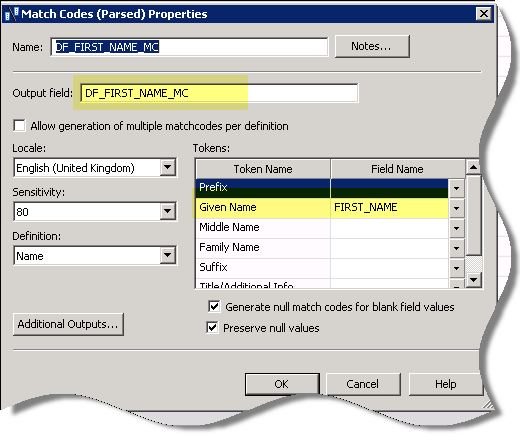 Match Codes (Parsed) Properties
Name: DF_FIRST_NAME_MC Notes...
Output field: DF_FIRST_NAME_MC
Allow generation of multiple matchcodes per definition
Locale:
English (United Kingdom)
Sensitivity:
80
Definition:
Name
Tokens:
Token Name Field Name
Prefix
Given Name FIRST_NAME
Middle Name
Family Name
Suffix
Title/Additional Info
Generate null match codes for blank field values
Preserve null values
Additional Outputs...
OK Cancel Help